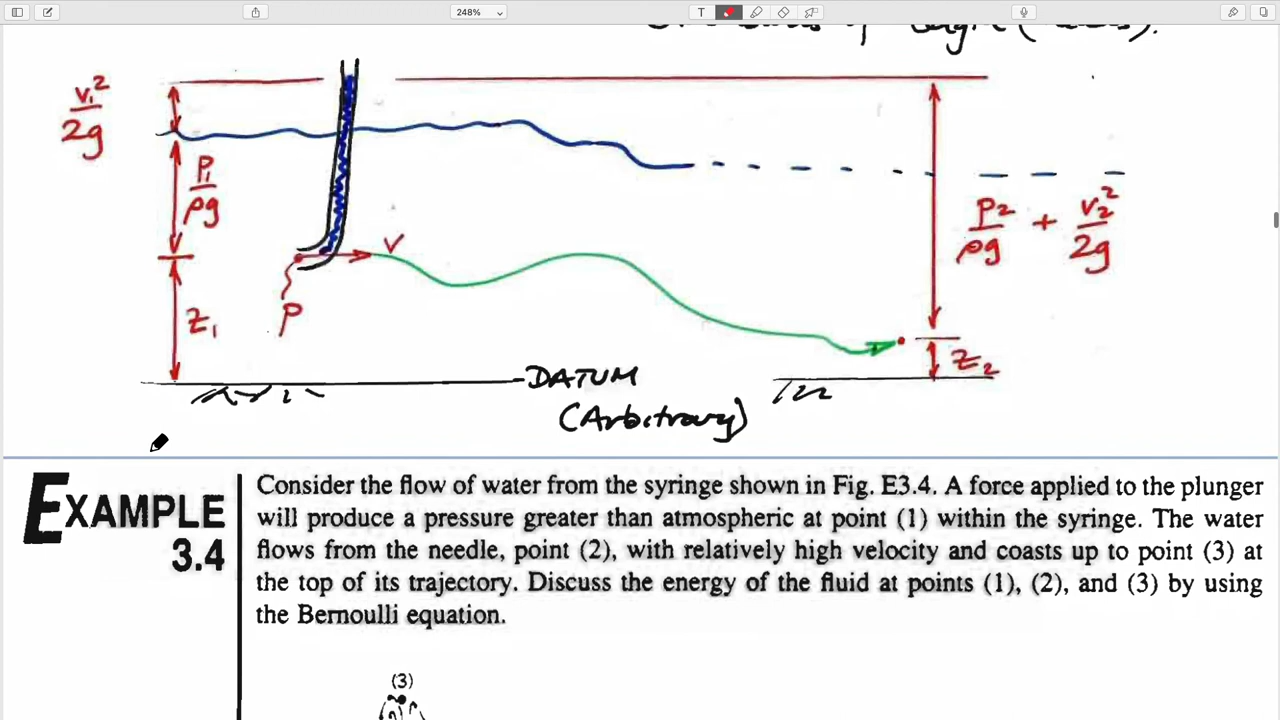 248%
T
v₁²
2g
P₁
ρg
V
P
Z₁
P₂ + v₂²
ρg 2g
Z₂
DATUM
(Arbitrary)
EXAMPLE
3.4
Consider the flow of water from the syringe shown in Fig. E3.4. A force applied to the plunger
will produce a pressure greater than atmospheric at point (1) within the syringe. The water
flows from the needle, point (2), with relatively high velocity and coasts up to point (3) at
the top of its trajectory. Discuss the energy of the fluid at points (1), (2), and (3) by using
the Bernoulli equation.
(3)